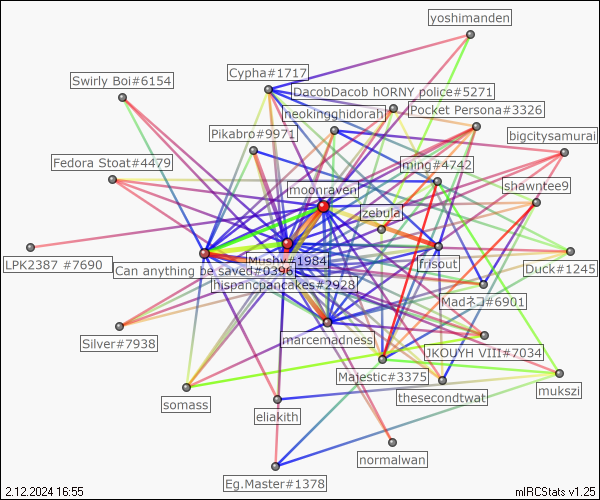 yoshimanden
Cypha#1717
Swirly Boi#6154
DacobDacob hORNY police#5271
neokingghidorah
Pocket Persona#3326
Pikabro#9971
bigcitysamurai
Fedora Stoat#4479
ming#4742
moonraven
shawntee9
zebula
LPK2387 #7690
Mushy#1984
frisout
Duck#1245
Can anything be saved#0396
hispancpancakes#2928
Madネコ#6901
Silver#7938
marcemadness
JKOUYH VIII#7034
Majestic#3375
somass
thesecondtwat
mukszi
eliakith
normalwan
Eg.Master#1378
2.12.2024 16:55
mIRCStats v1.25